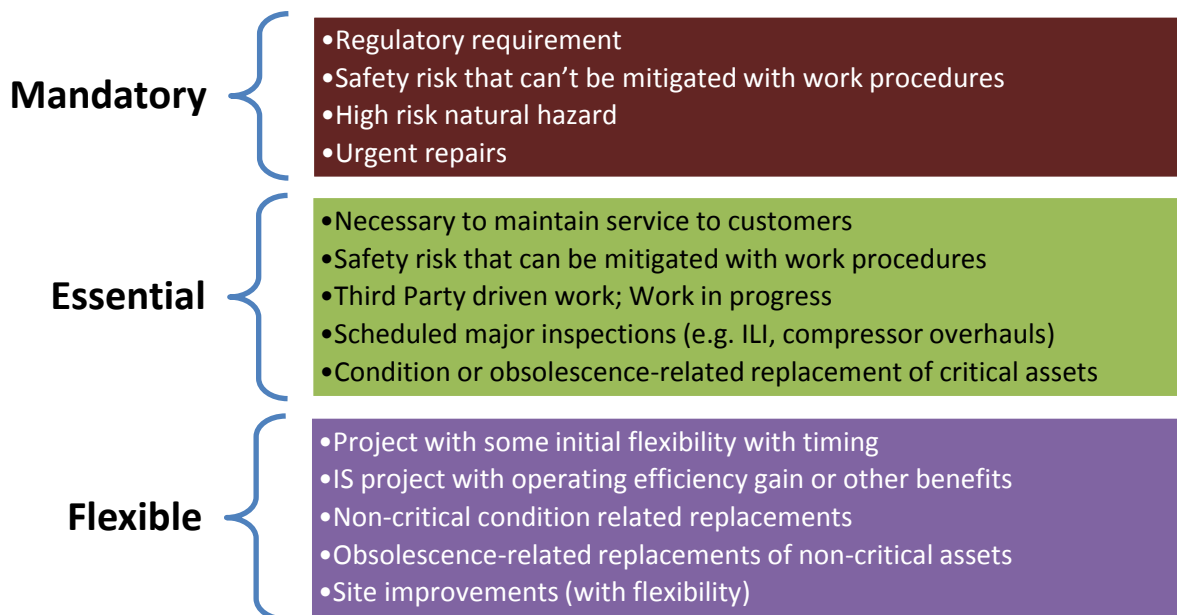 Mandatory
•Regulatory requirement
•Safety risk that can’t be mitigated with work procedures
•High risk natural hazard
•Urgent repairs
Essential
•Necessary to maintain service to customers
•Safety risk that can be mitigated with work procedures
•Third Party driven work; Work in progress
•Scheduled major inspections (e.g. ILI, compressor overhauls)
•Condition or obsolescence-related replacement of critical assets
Flexible
•Project with some initial flexibility with timing
•IS project with operating efficiency gain or other benefits
•Non-critical condition related replacements
•Obsolescence-related replacements of non-critical assets
•Site improvements (with flexibility)